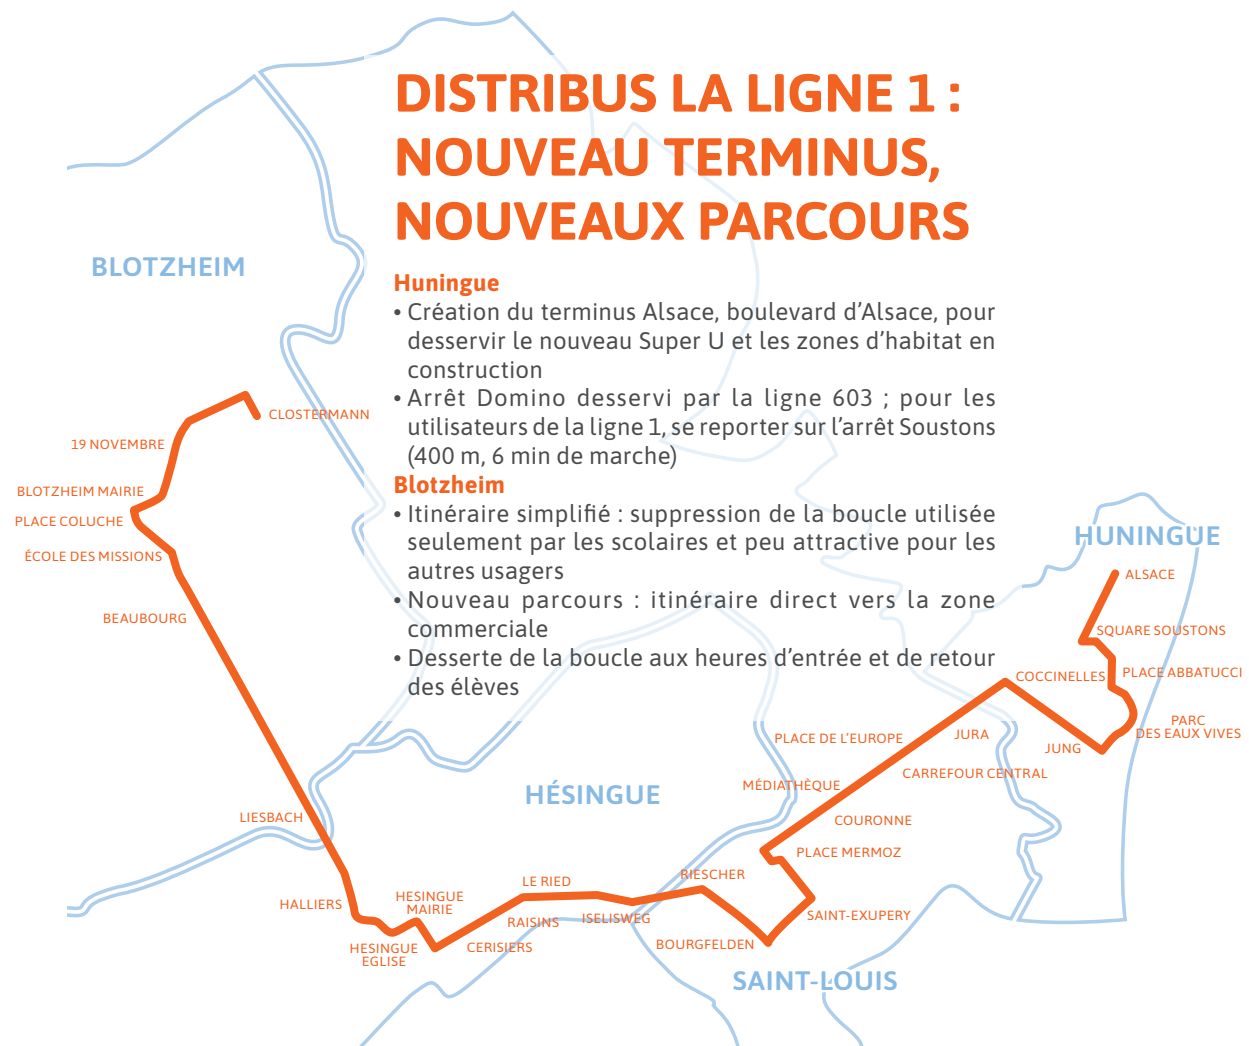 DISTRIBUS LA LIGNE 1 :
NOUVEAU TERMINUS,
NOUVEAUX PARCOURS
Huningue
• Création du terminus Alsace, boulevard d’Alsace, pour
desservir le nouveau Super U et les zones d’habitat en
construction
• Arrêt Domino desservi par la ligne 603 ; pour les
utilisateurs de la ligne 1, se reporter sur l’arrêt Soustons
(400 m, 6 min de marche)
Blotzheim
• Itinéraire simplifié : suppression de la boucle utilisée
seulement par les scolaires et peu attractive pour les
autres usagers
• Nouveau parcours : itinéraire direct vers la zone
commerciale
• Desserte de la boucle aux heures d’entrée et de retour
des élèves
BLOTZHEIM
CLOSTERMANN
19 NOVEMBRE
BLOTZHEIM MAIRIE
PLACE COLUCHE
ÉCOLE DES MISSIONS
BEAUBOURG
LIESBACH
HALLIERS
HESINGUE
EGLISE
HESINGUE
MAIRIE
CERISIERS
RAISINS
LE RIED
ISELISWEG
HÉSINGUE
RIESCHER
BOURGFELDEN
SAINT-LOUIS
SAINT-EXUPERY
PLACE MERMOZ
COURONNE
MÉDIATHÈQUE
CARREFOUR CENTRAL
PLACE DE L’EUROPE
JURA
COCCINELLES
JUNG
PARC
DES EAUX VIVES
PLACE ABBATUCCI
SQUARE SOUSTONS
ALSACE
HUNINGUE